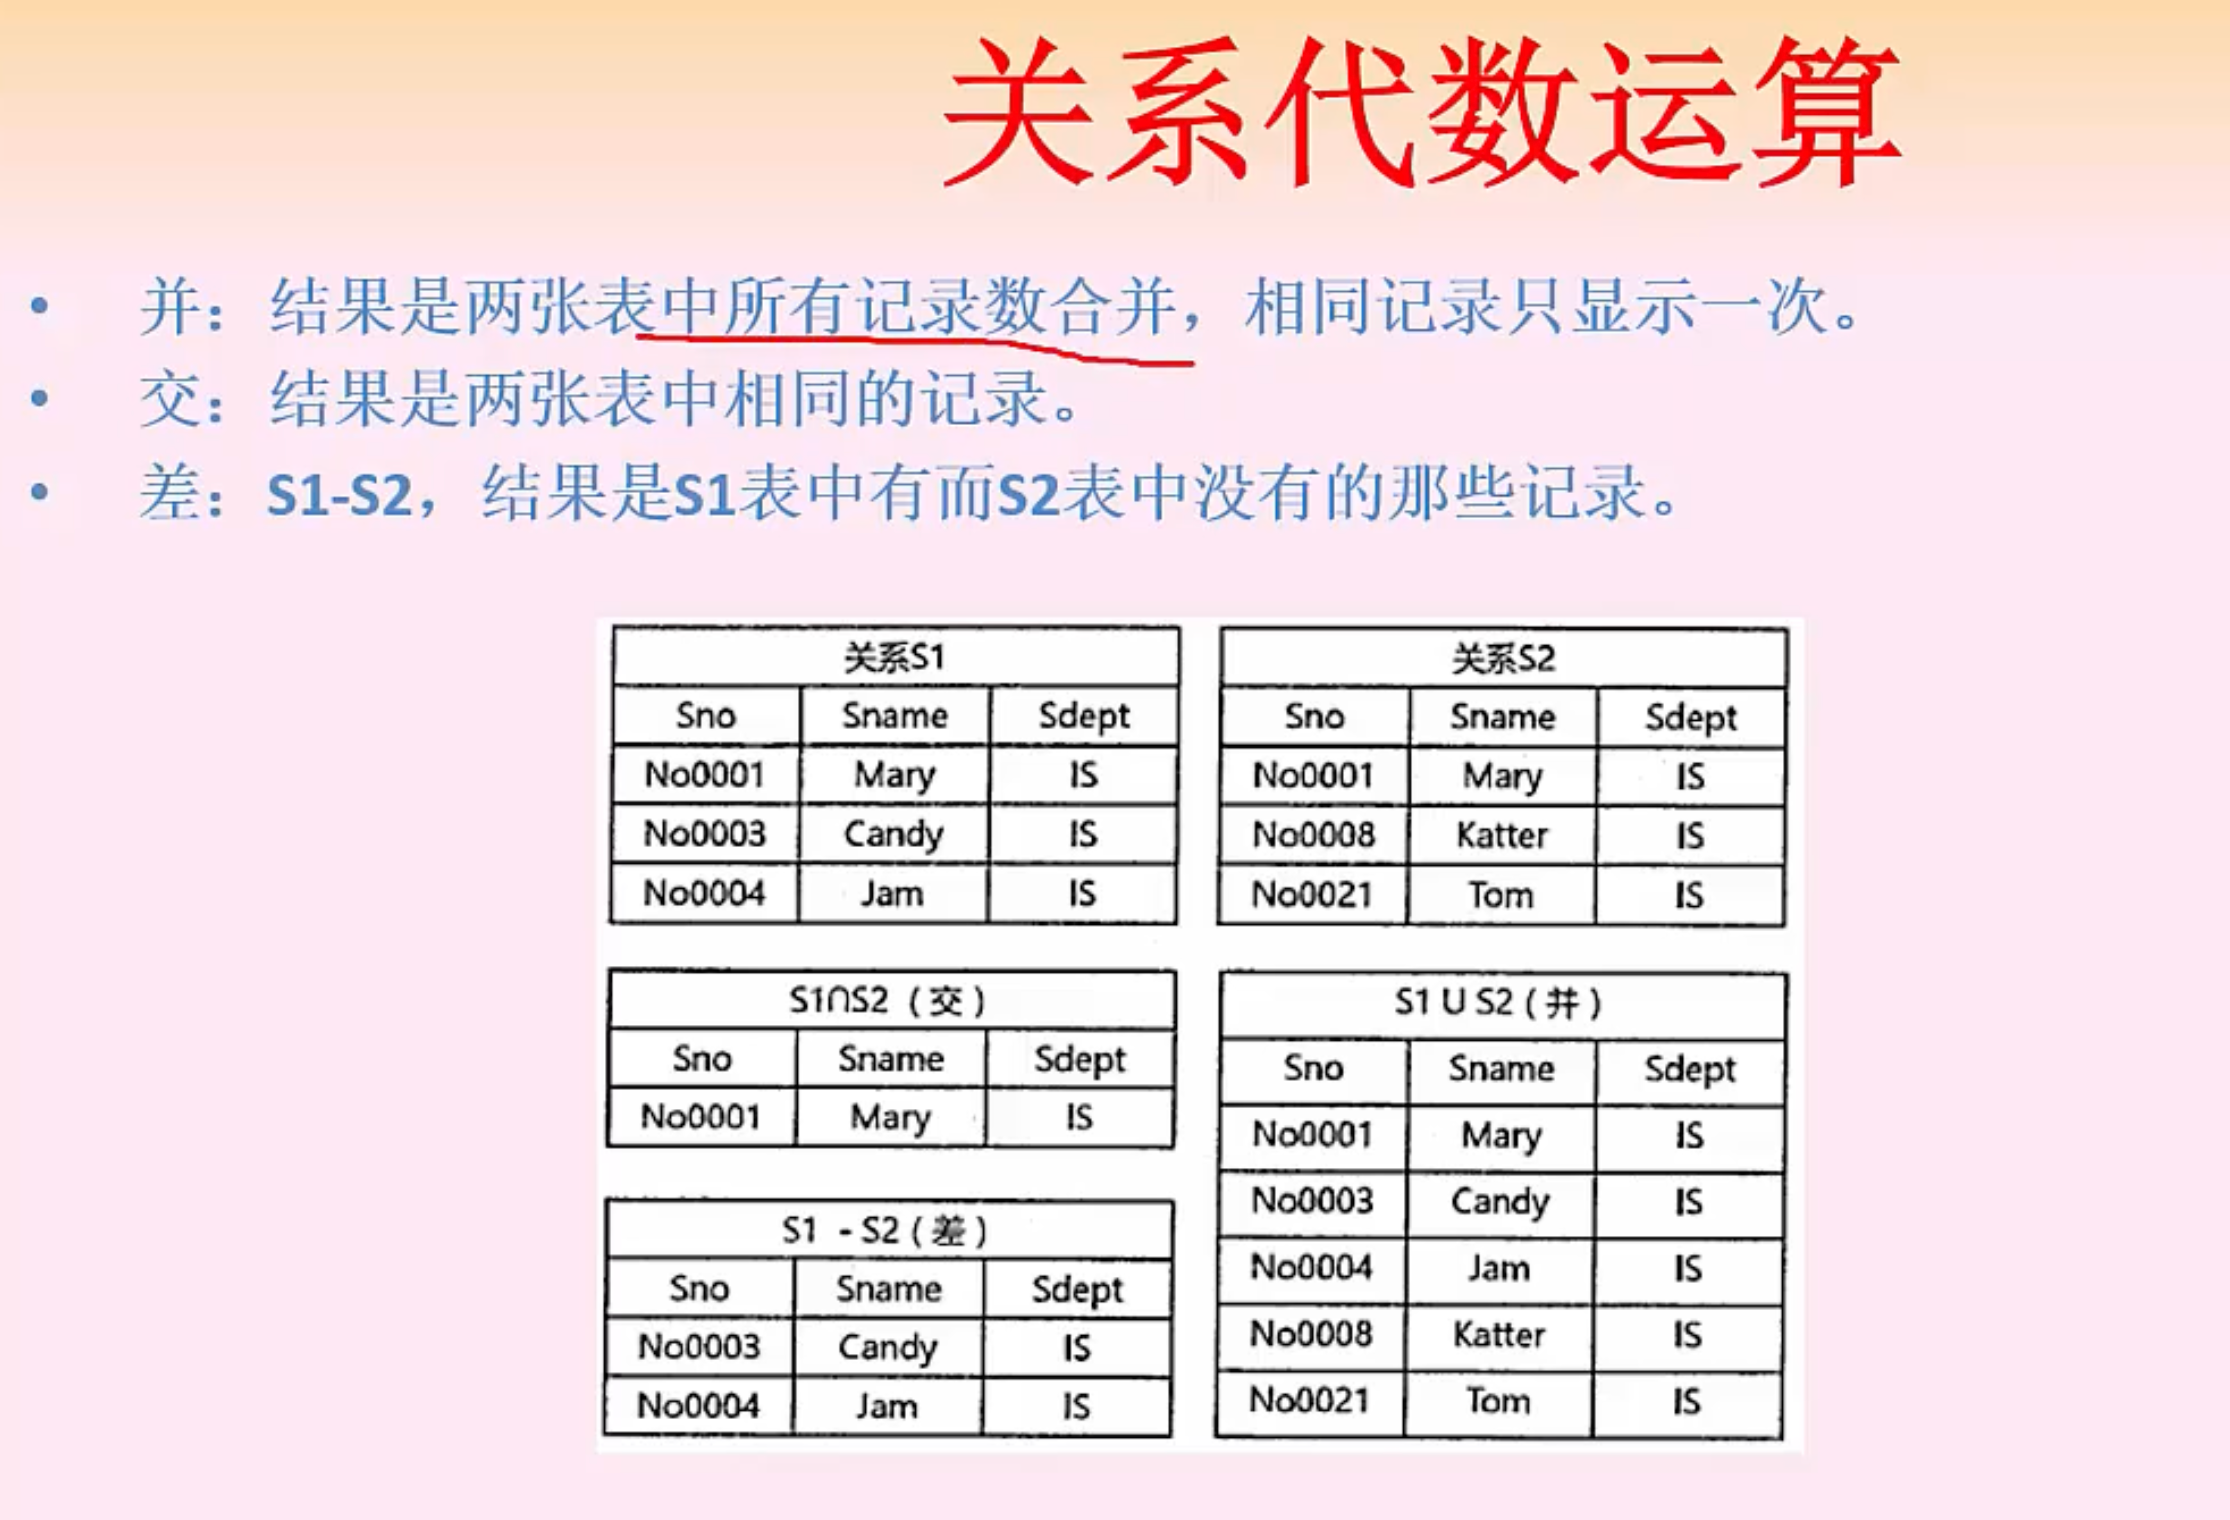 关系代数运算
• 并：结果是两张表中所有记录数合并，相同记录只显示一次。
• 交：结果是两张表中相同的记录。
• 差：S1-S2，结果是S1表中有而S2表中没有的那些记录。
关系S1
Sno Sname Sdept
No0001 Mary IS
No0003 Candy IS
No0004 Jam IS
关系S2
Sno Sname Sdept
No0001 Mary IS
No0008 Katter IS
No0021 Tom IS
S1∩S2（交）
Sno Sname Sdept
No0001 Mary IS
S1 - S2（差）
Sno Sname Sdept
No0003 Candy IS
No0004 Jam IS
S1 U S2（并）
Sno Sname Sdept
No0001 Mary IS
No0003 Candy IS
No0004 Jam IS
No0008 Katter IS
No0021 Tom IS